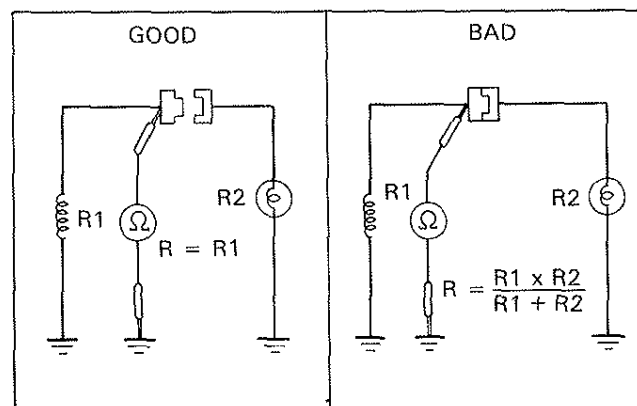 GOOD
R1
Ω
R2
R = R1
BAD
R1
Ω
R2
R = R1 x R2
R1 + R2